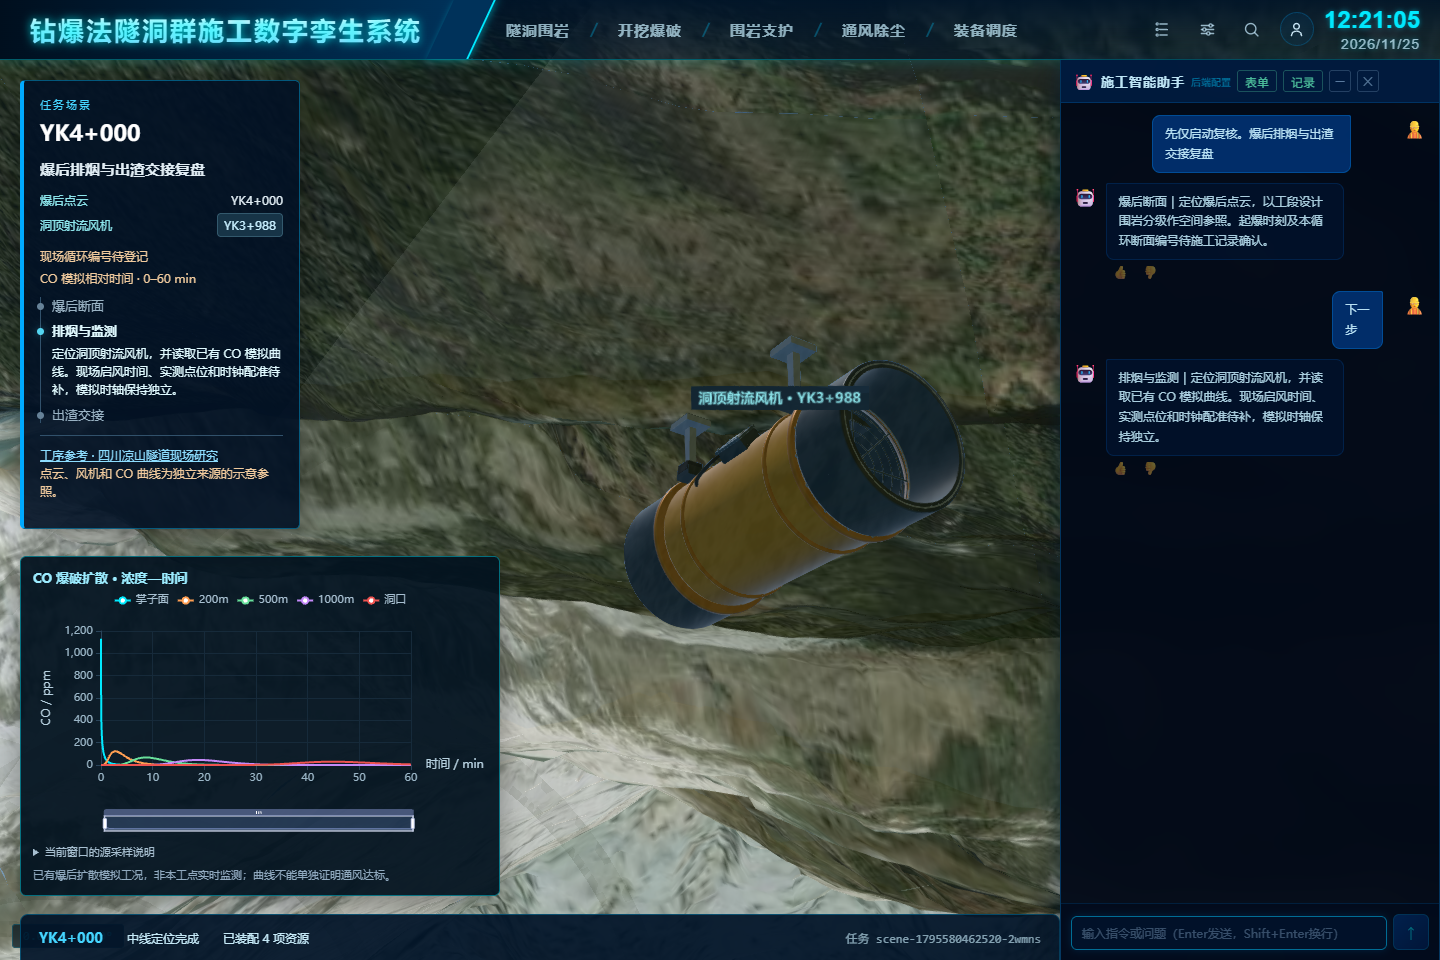 钻爆法隧洞群施工数字孪生系统
隧洞围岩 / 开挖爆破 / 围岩支护 / 通风除尘 / 装备调度
12:21:05
2026/11/25
任务场景
YK4+000
爆后排烟与出渣交接复盘
爆后点云 YK4+000
洞顶射流风机 YK3+988
现场循环编号待登记
CO 模拟相对时间 · 0–60 min
爆后断面
排烟与监测
定位洞顶射流风机，并读取已有 CO 模拟曲
线。现场启风时间、实测点位和时钟配准待
补，模拟时轴保持独立。
出渣交接
工序参考 · 四川凉山隧道现场研究
点云、风机和 CO 曲线为独立来源的示意参
照。
洞顶射流风机 • YK3+988
CO 爆破扩散 • 浓度—时间
掌子面 200m 500m 1000m 洞口
CO / ppm
1,200
1,000
800
600
400
200
0
0 10 20 30 40 50 60
时间 / min
当前窗口的源采样说明
已有爆后扩散模拟工况，非本工点实时监测；曲线不能单独证明通风达标。
YK4+000 中线定位完成 已装配 4 项资源
任务 scene-1795580462520-2wmns
施工智能助手 后端配置 表单 记录
先仅启动复核。爆后排烟与出渣
交接复盘
爆后断面 | 定位爆后点云，以工段设计
围岩分级作空间参照。起爆时刻及本循
环断面编号待施工记录确认。
下一
步
排烟与监测 | 定位洞顶射流风机，并读
取已有 CO 模拟曲线。现场启风时间、
实测点位和时钟配准待补，模拟时轴保
持独立。
输入指令或问题（Enter发送，Shift+Enter换行）